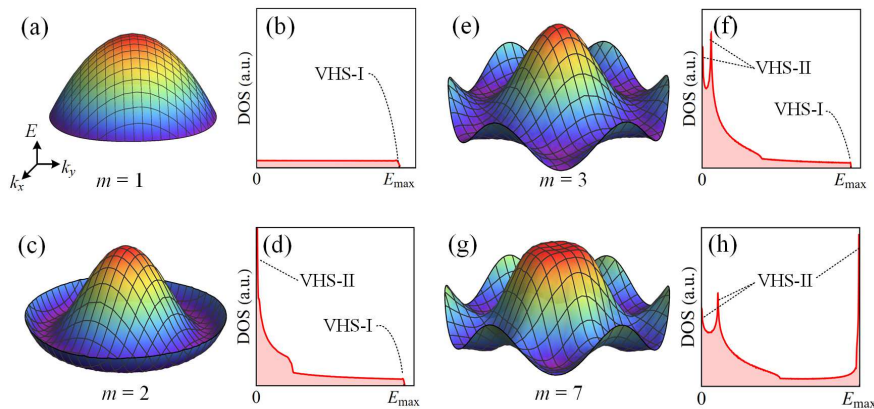 (a)
E
k_x
k_y
m = 1
(b)
DOS (a.u.)
VHS-I
0
E_max
(c)
m = 2
(d)
DOS (a.u.)
VHS-II
VHS-I
0
E_max
(e)
m = 3
(f)
DOS (a.u.)
VHS-II
VHS-I
0
E_max
(g)
m = 7
(h)
DOS (a.u.)
VHS-II
0
E_max